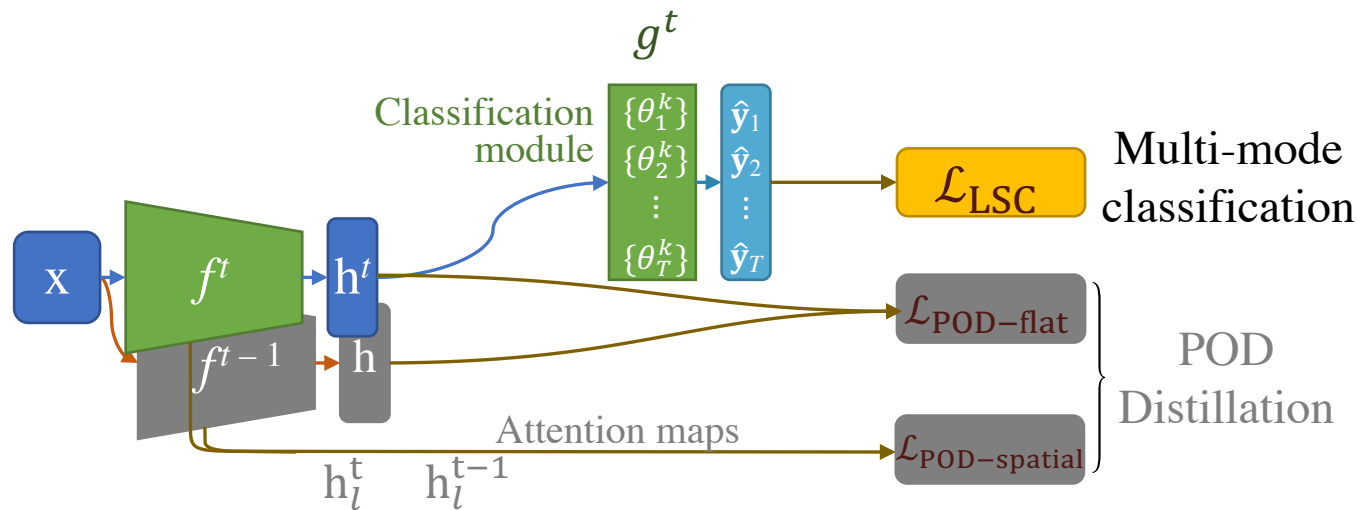 g^t
Classification
module
{θ_1^k}
{θ_2^k}
⋮
{θ_T^k}
ŷ_1
ŷ_2
⋮
ŷ_T
ℒ_LSC
Multi-mode
classification
x
f^t
h^t
f^{t-1}
h
ℒ_POD-flat
POD
Distillation
Attention maps
ℒ_POD-spatial
h_l^t
h_l^{t-1}